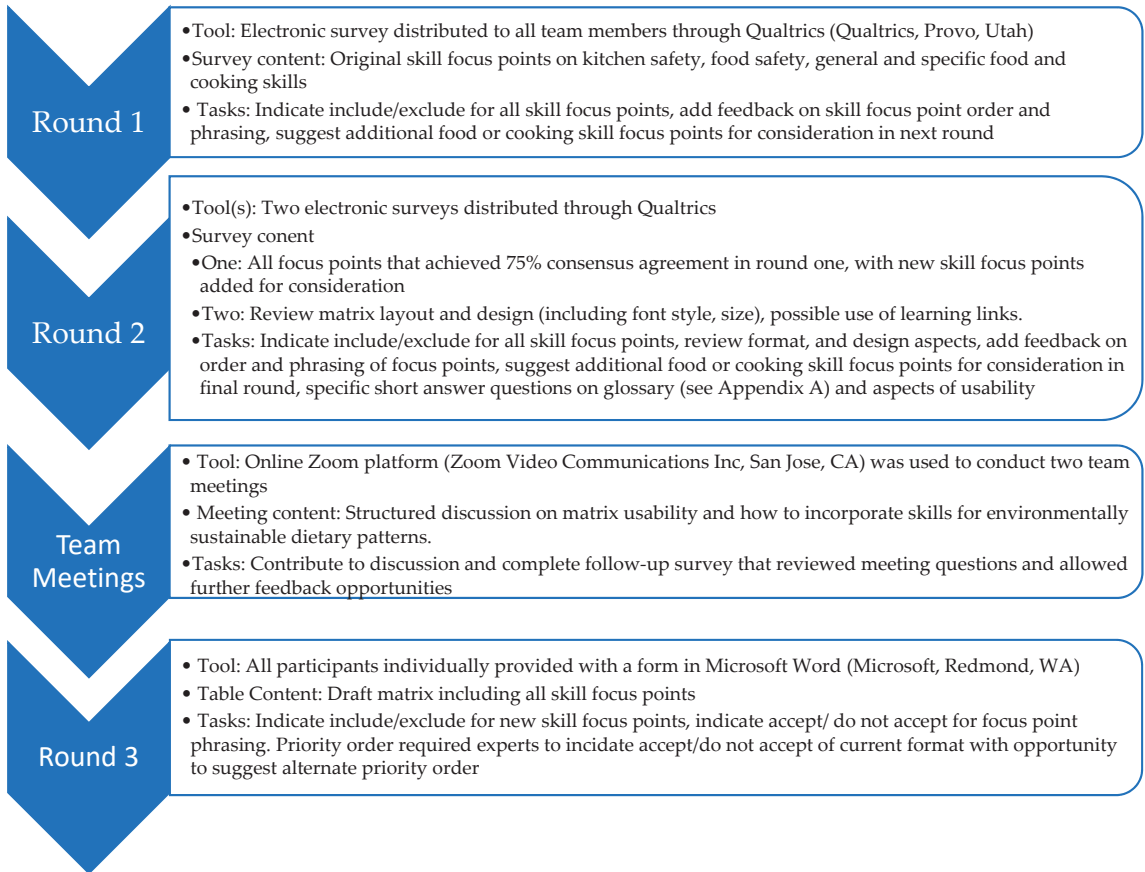 Round 1
•Tool: Electronic survey distributed to all team members through Qualtrics (Qualtrics, Provo, Utah)
•Survey content: Original skill focus points on kitchen safety, food safety, general and specific food and
cooking skills
• Tasks: Indicate include/exclude for all skill focus points, add feedback on skill focus point order and
phrasing, suggest additional food or cooking skill focus points for consideration in next round
Round 2
•Tool(s): Two electronic surveys distributed through Qualtrics
•Survey conent
•One: All focus points that achieved 75% consensus agreement in round one, with new skill focus points
added for consideration
•Two: Review matrix layout and design (including font style, size), possible use of learning links.
•Tasks: Indicate include/exclude for all skill focus points, review format, and design aspects, add feedback on
order and phrasing of focus points, suggest additional food or cooking skill focus points for consideration in
final round, specific short answer questions on glossary (see Appendix A) and aspects of usability
Team
Meetings
• Tool: Online Zoom platform (Zoom Video Communications Inc, San Jose, CA) was used to conduct two team
meetings
• Meeting content: Structured discussion on matrix usability and how to incorporate skills for environmentally
sustainable dietary patterns.
•Tasks: Contribute to discussion and complete follow-up survey that reviewed meeting questions and allowed
further feedback opportunities
Round 3
• Tool: All participants individually provided with a form in Microsoft Word (Microsoft, Redmond, WA)
• Table Content: Draft matrix including all skill focus points
• Tasks: Indicate include/exclude for new skill focus points, indicate accept/ do not accept for focus point
phrasing. Priority order required experts to incidate accept/do not accept of current format with opportunity
to suggest alternate priority order